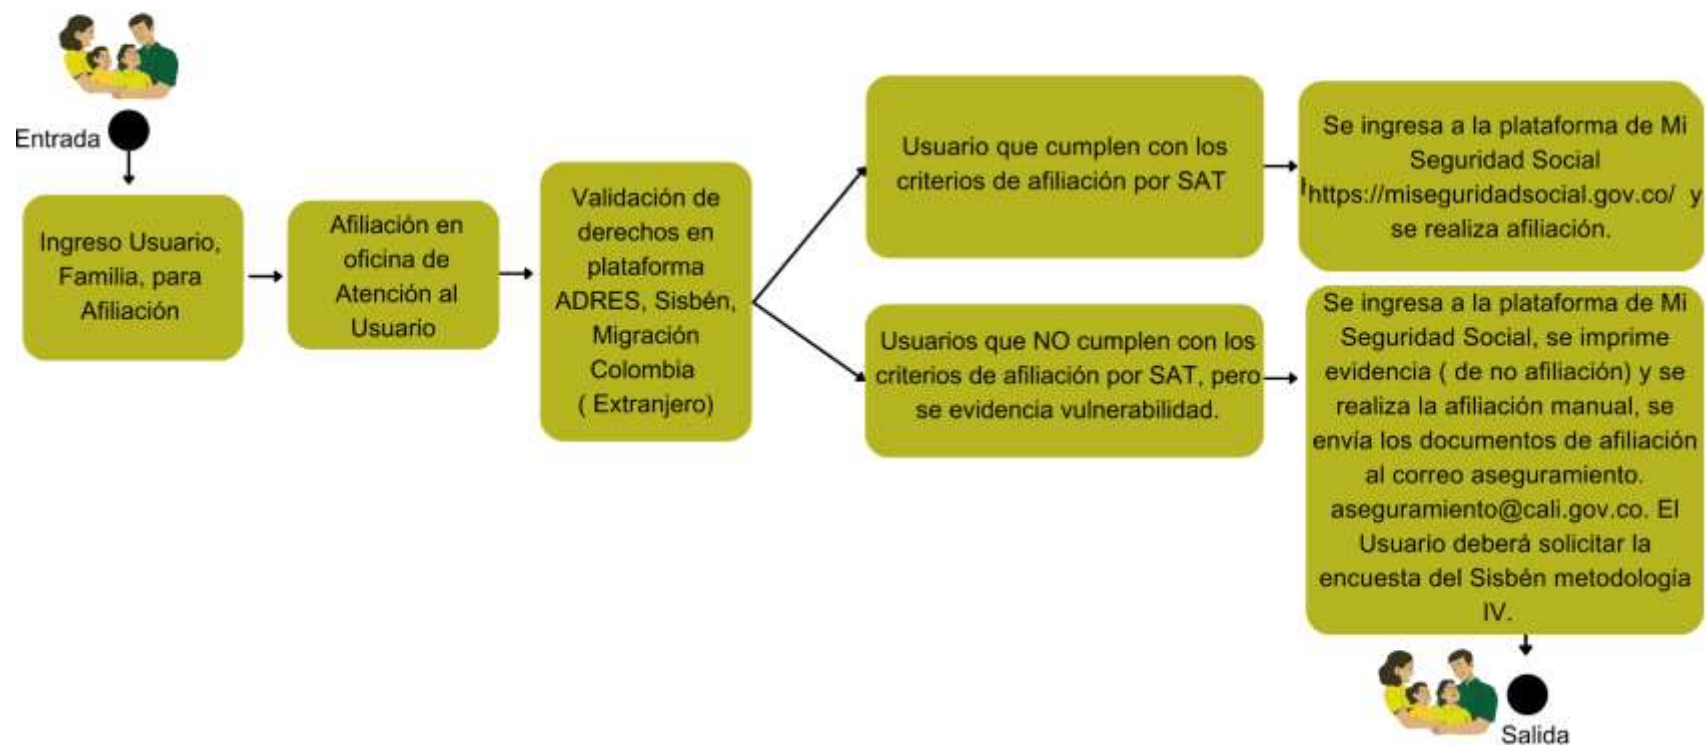 Entrada
Ingreso Usuario,
Familia, para
Afiliación
Afiliación en
oficina de
Atención al
Usuario
Validación de
derechos en
plataforma
ADRES, Sisbén,
Migración
Colombia
( Extranjero)
Usuario que cumplen con los
criterios de afiliación por SAT
Se ingresa a la plataforma de Mi
Seguridad Social
https://miseguridadsocial.gov.co/ y
se realiza afiliación.
Usuarios que NO cumplen con los
criterios de afiliación por SAT, pero
se evidencia vulnerabilidad.
Se ingresa a la plataforma de Mi
Seguridad Social, se imprime
evidencia ( de no afiliación) y se
realiza la afiliación manual, se
envía los documentos de afiliación
al correo aseguramiento.
aseguramiento@cali.gov.co. El
Usuario deberá solicitar la
encuesta del Sisbén metodología
IV.
Salida